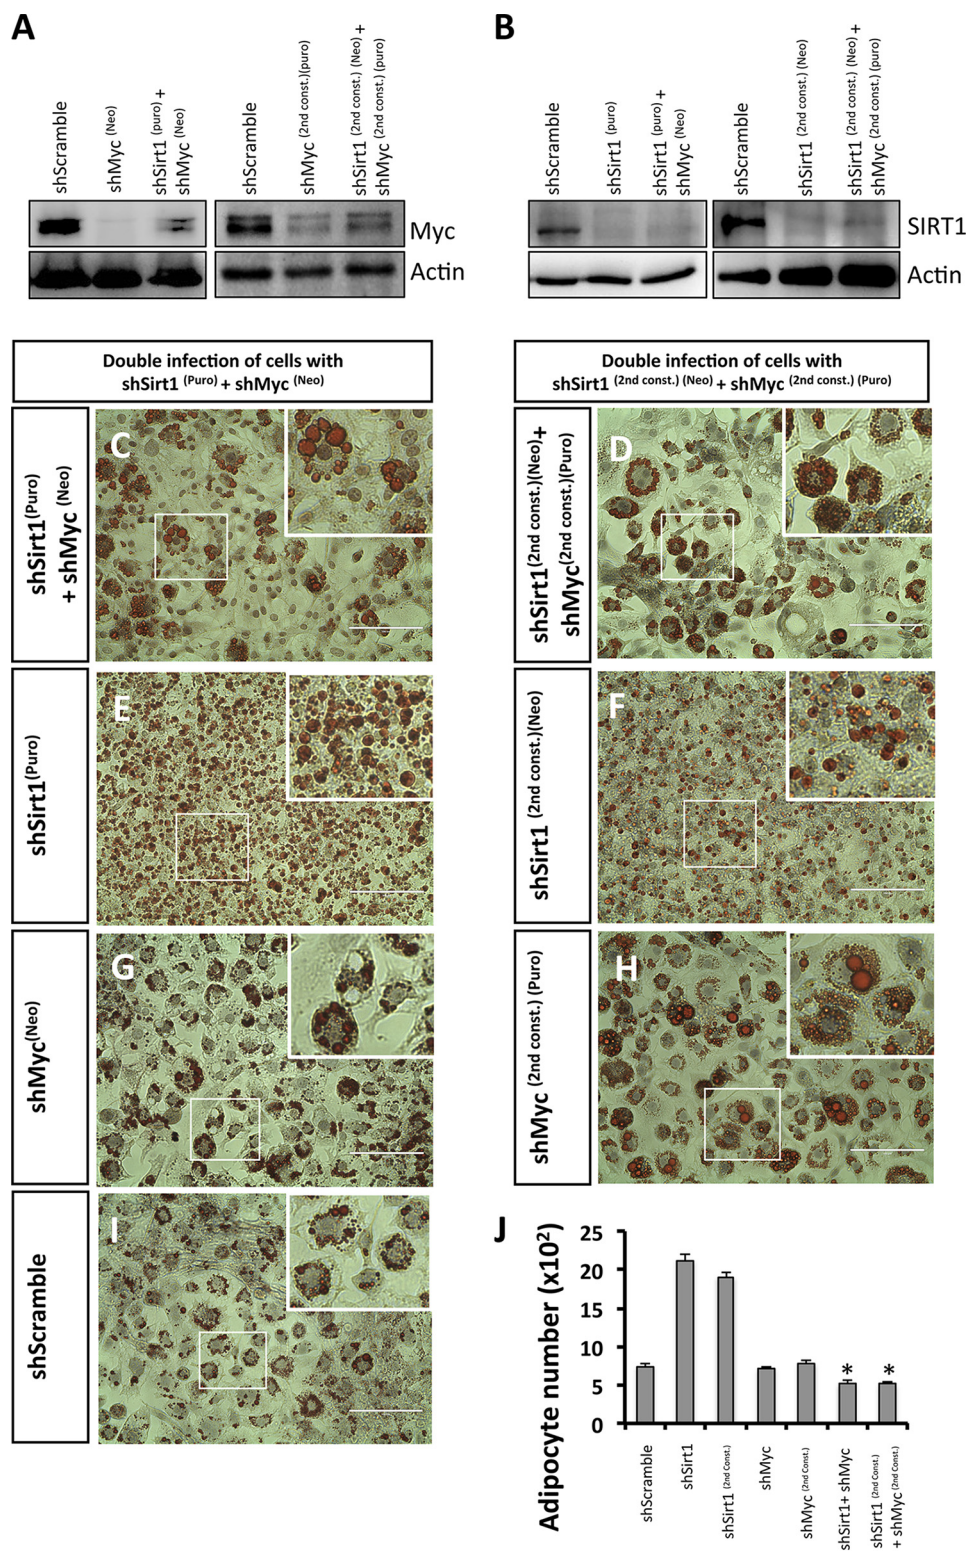 A
shScramble
shMyc (Neo)
shSirt1 (puro) +
shMyc (Neo)
shScramble
shMyc (2nd const.)(puro)
shSirt1 (2nd const.) (Neo) +
shMyc (2nd const.) (puro)
Myc
Actin
B
shScramble
shSirt1 (puro)
shSirt1 (puro) +
shMyc (Neo)
shScramble
shSirt1 (2nd const.) (Neo)
shSirt1 (2nd const.) (Neo) +
shMyc (2nd const.) (puro)
SIRT1
Actin
Double infection of cells with
shSirt1 (Puro) + shMyc (Neo)
Double infection of cells with
shSirt1 (2nd const.) (Neo) + shMyc (2nd const.) (Puro)
shSirt1(Puro)
+ shMyc (Neo)
C
shSirt1(2nd const.)(Neo)+
shMyc(2nd const.)(Puro)
D
shSirt1(Puro)
E
shSirt1 (2nd const.)(Neo)
F
shMyc(Neo)
G
shMyc (2nd const.) (Puro)
H
shScramble
I
J
Adipocyte number (x102)
25
20
15
10
5
0
* *
shScramble
shSirt1
shSirt1 (2nd Const.)
shMyc
shMyc (2nd Const.)
shSirt1+ shMyc
shSirt1 (2nd Const.)
+ shMyc (2nd Const.)